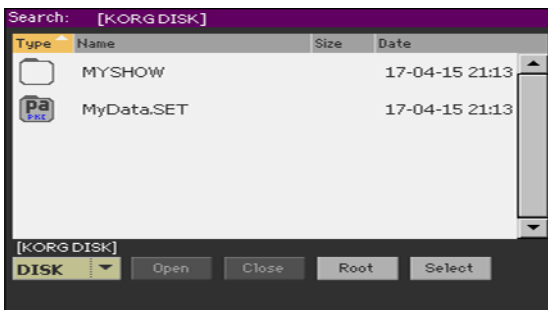 Search: [KORG DISK]
Type Name Size Date
MYSHOW 17-04-15 21:13
Pa
PKG
MyData.SET 17-04-15 21:13
[KORG DISK]
DISK Open Close Root Select